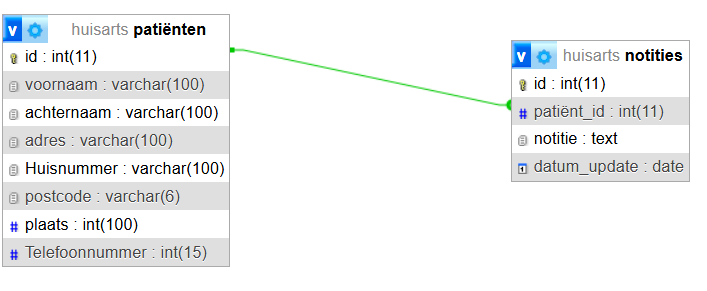 v huisarts patiënten
id : int(11)
voornaam : varchar(100)
achternaam : varchar(100)
adres : varchar(100)
Huisnummer : varchar(100)
postcode : varchar(6)
# plaats : int(100)
# Telefoonnummer : int(15)
v huisarts notities
id : int(11)
# patiënt_id : int(11)
notitie : text
datum_update : date